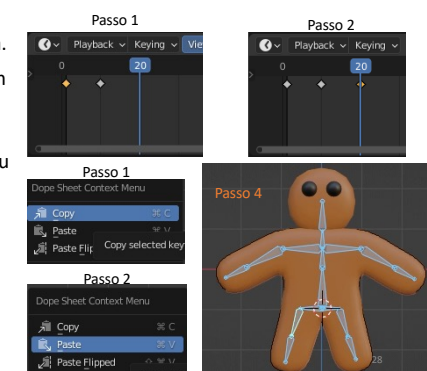 Passo 1
Playback Keying Vie
0 20
Passo 2
Playback Keying
0 20
Passo 1
Dope Sheet Context Menu
Copy ⌘ C
Paste ⌘ V
Paste Flip Copy selected key
Passo 2
Dope Sheet Context Menu
Copy ⌘ C
Paste ⌘ V
Paste Flipped ⇧ ⌘ V
Passo 4
28